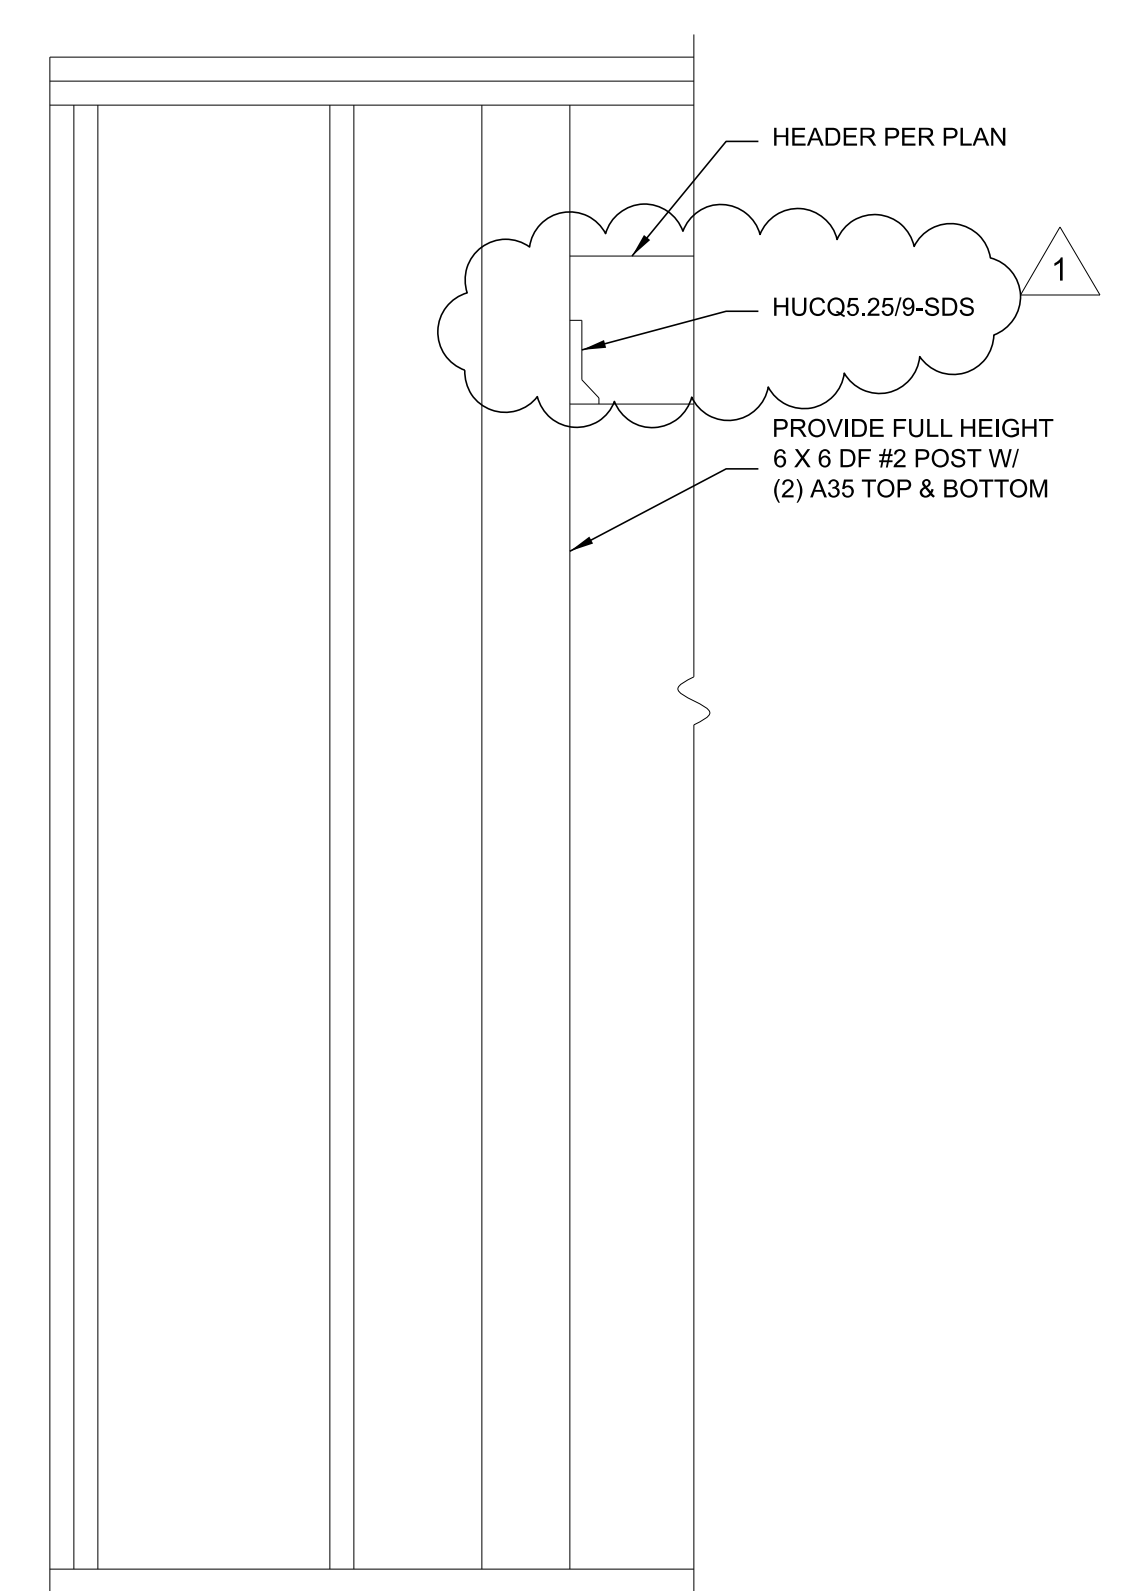 HEADER PER PLAN
1
HUCQ5.25/9-SDS
PROVIDE FULL HEIGHT
6 X 6 DF #2 POST W/
(2) A35 TOP & BOTTOM